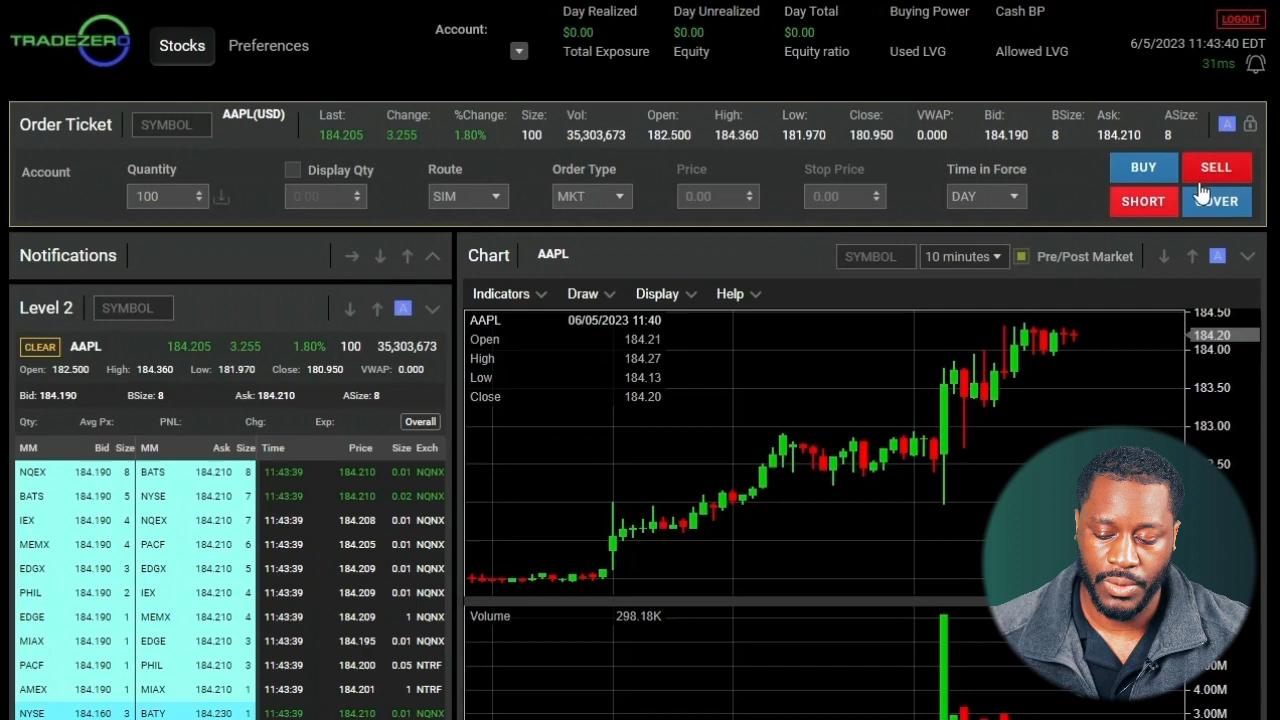 TRADEZERO
Stocks
Preferences
Account:
Day Realized
Day Unrealized
Day Total
Buying Power
Cash BP
$0.00
$0.00
$0.00
Total Exposure
Equity
Equity ratio
Used LVG
Allowed LVG
LOGOUT
6/5/2023 11:43:40 EDT
31ms
Order Ticket
SYMBOL
AAPL(USD)
Last: Change: %Change: Size: Vol: Open: High: Low: Close: VWAP: Bid: BSize: Ask: ASize:
184.205 3.255 1.80% 100 35,303,673 182.500 184.360 181.970 180.950 0.000 184.190 8 184.210 8
A
Account
Quantity
Display Qty
Route
Order Type
Price
Stop Price
Time in Force
100
0.00
SIM
MKT
0.00
0.00
DAY
BUY
SELL
SHORT
Notifications
Level 2
SYMBOL
A
CLEAR AAPL 184.205 3.255 1.80% 100 35,303,673
Open: 182.500 High: 184.360 Low: 181.970 Close: 180.950 VWAP: 0.000
Bid: 184.190 BSize: 8 Ask: 184.210 ASize: 8
Qty: Avg Px: PNL: Chg: Exp: Overall
MM Bid Size MM Ask Size Time Price Size Exch
NQEX 184.190 8 BATS 184.210 8 11:43:39 184.210 0.01 NQNX
BATS 184.190 5 NYSE 184.210 7 11:43:39 184.210 0.02 NQNX
IEX 184.190 4 NQEX 184.210 7 11:43:39 184.208 0.01 NQNX
MEMX 184.190 4 PACF 184.210 6 11:43:39 184.205 0.01 NQNX
EDGX 184.190 3 EDGX 184.210 5 11:43:39 184.209 0.01 NQNX
PHIL 184.190 2 IEX 184.210 4 11:43:39 184.209 0.01 NQNX
EDGE 184.190 1 MEMX 184.210 4 11:43:39 184.209 1 NQNX
MIAX 184.190 1 EDGE 184.210 3 11:43:39 184.195 0.01 NQNX
PACF 184.190 1 PHIL 184.210 3 11:43:39 184.200 0.05 NTRF
AMEX 184.190 1 MIAX 184.210 1 11:43:39 184.201 1 NTRF
NYSE 184.160 3 BATY 184.230 1 11:43:39 184.210 0.01 NQNX
Chart
AAPL
SYMBOL
10 minutes
Pre/Post Market
A
Indicators
Draw
Display
Help
AAPL 06/05/2023 11:40
Open 184.21
High 184.27
Low 184.13
Close 184.20
184.50
184.20
184.00
183.50
183.00
Volume 298.18K
4.00M
3.00M